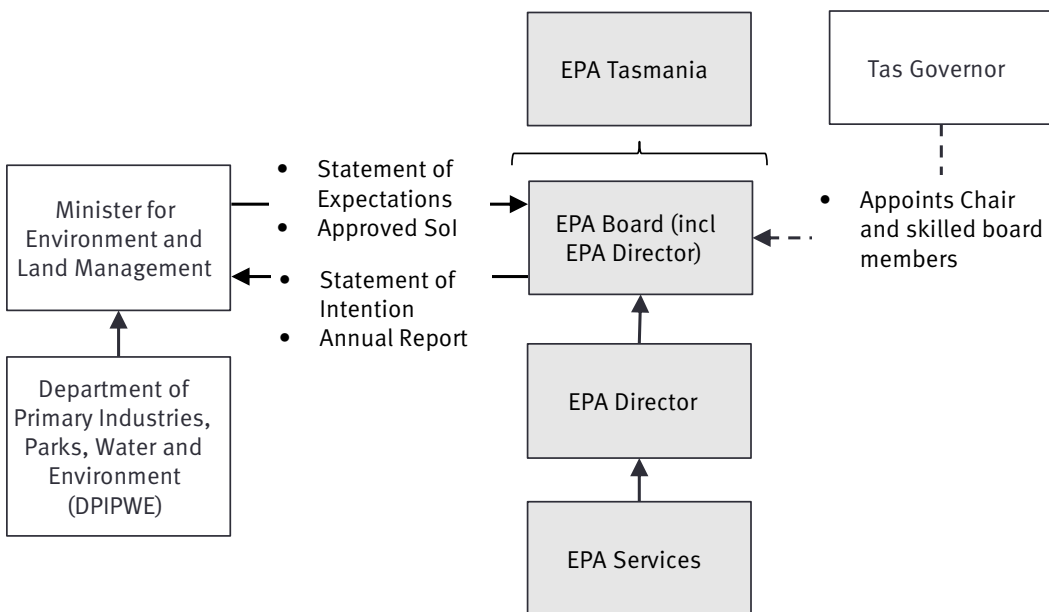 EPA Tasmania
Tas Governor
Minister for
Environment and
Land Management
• Statement of
Expectations
• Approved SoI
EPA Board (incl
EPA Director)
• Appoints Chair
and skilled board
members
• Statement of
Intention
• Annual Report
Department of
Primary Industries,
Parks, Water and
Environment
(DPIPWE)
EPA Director
EPA Services